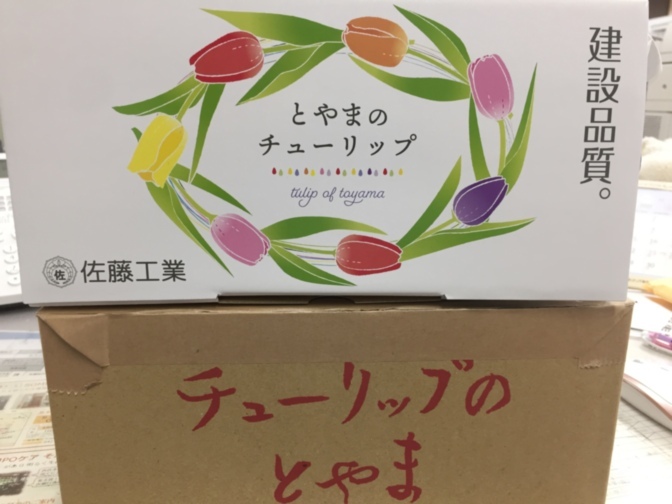 とやまの
チューリップ
tulip of toyama
建設品質。
佐 佐藤工業
チューリップの
とやま